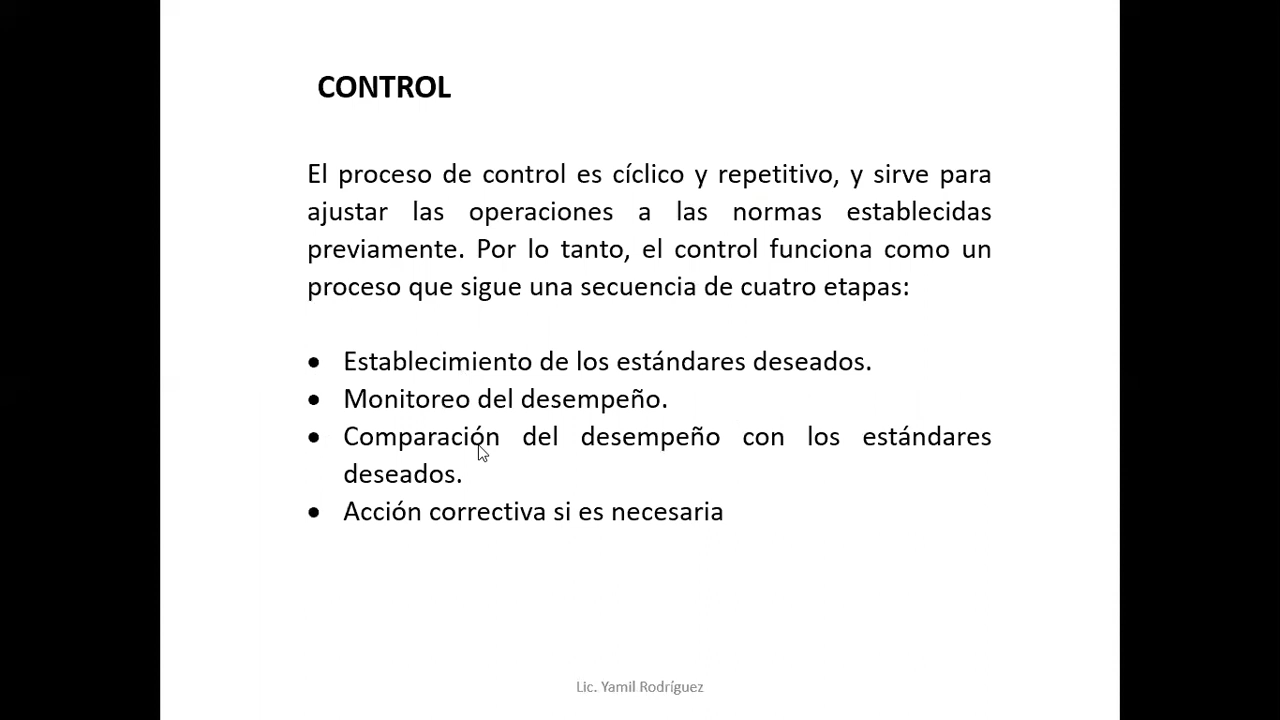 CONTROL
El proceso de control es cíclico y repetitivo, y sirve para
ajustar las operaciones a las normas establecidas
previamente. Por lo tanto, el control funciona como un
proceso que sigue una secuencia de cuatro etapas:
• Establecimiento de los estándares deseados.
• Monitoreo del desempeño.
• Comparación del desempeño con los estándares
deseados.
• Acción correctiva si es necesaria
Lic. Yamil Rodríguez